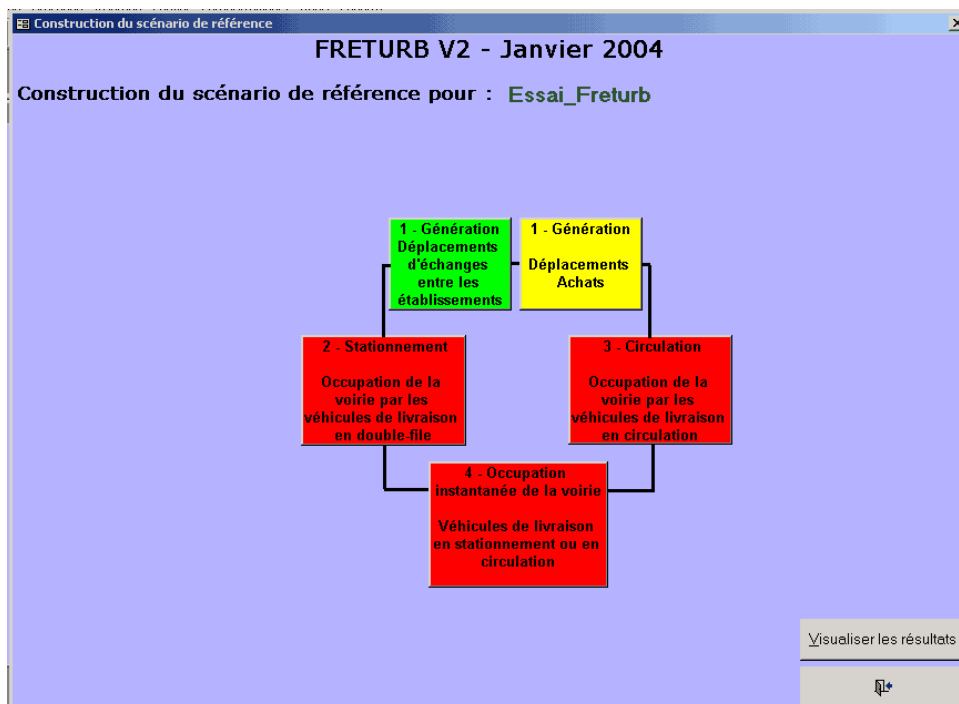 Construction du scénario de référence
FRETURB V2 - Janvier 2004
Construction du scénario de référence pour : Essai_Freturb
1 - Génération
Déplacements
d'échanges
entre les
établissements
1 - Génération
Déplacements
Achats
2 - Stationnement
Occupation de la
voirie par les
véhicules de livraison
en double-file
3 - Circulation
Occupation de la
voirie par les
véhicules de livraison
en circulation
4 - Occupation
instantanée de la voirie
Véhicules de livraison
en stationnement ou en
circulation
Visualiser les résultats